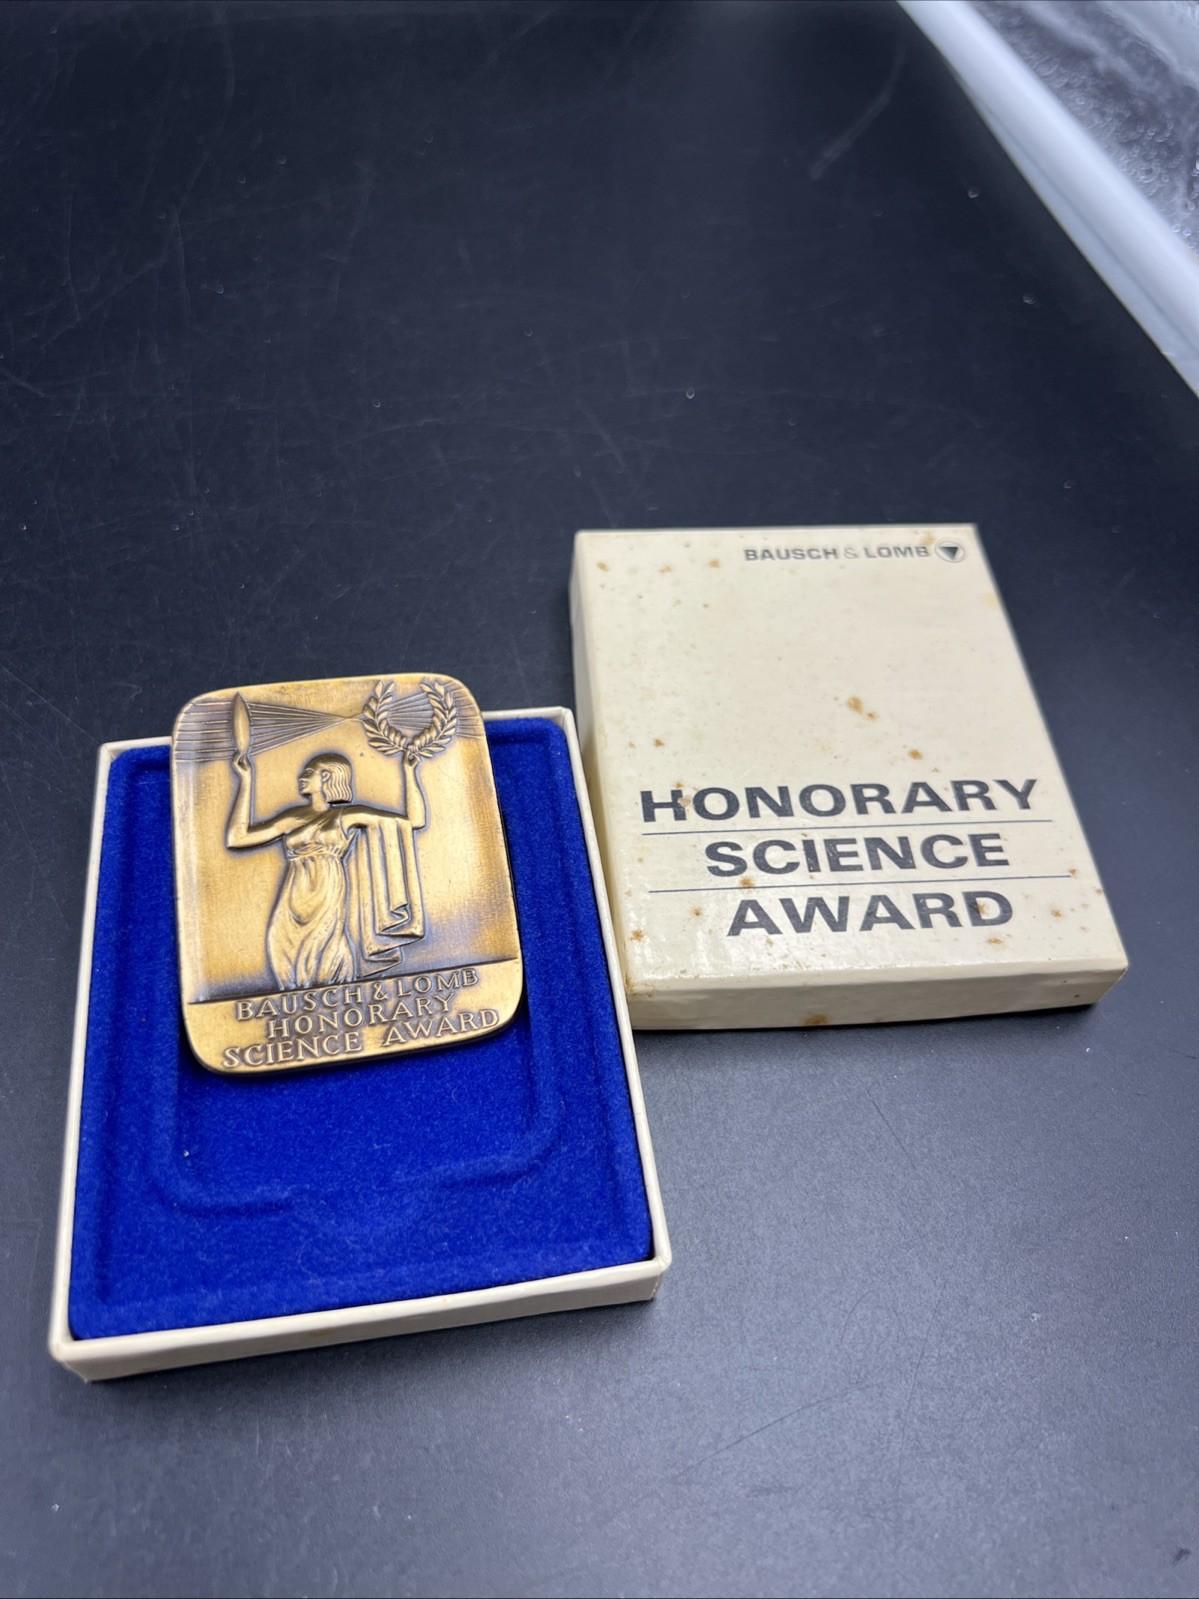 BAUSCH & LOMB
HONORARY
SCIENCE
AWARD
BAUSCH & LOMB
HONORARY
SCIENCE AWARD